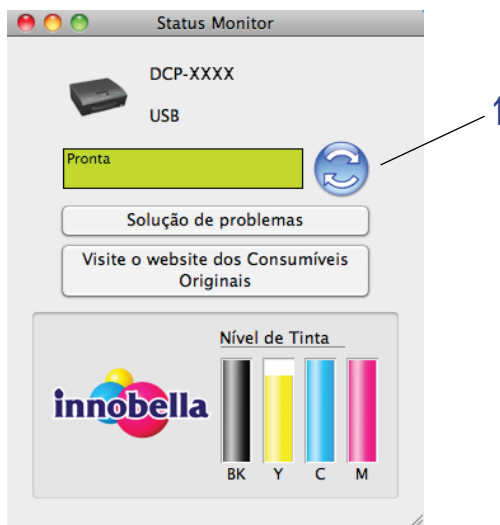 Status Monitor
DCP-XXXX
USB
Pronta
1
Solução de problemas
Visite o website dos Consumíveis
Originais
Nível de Tinta
innobella
BK Y C M